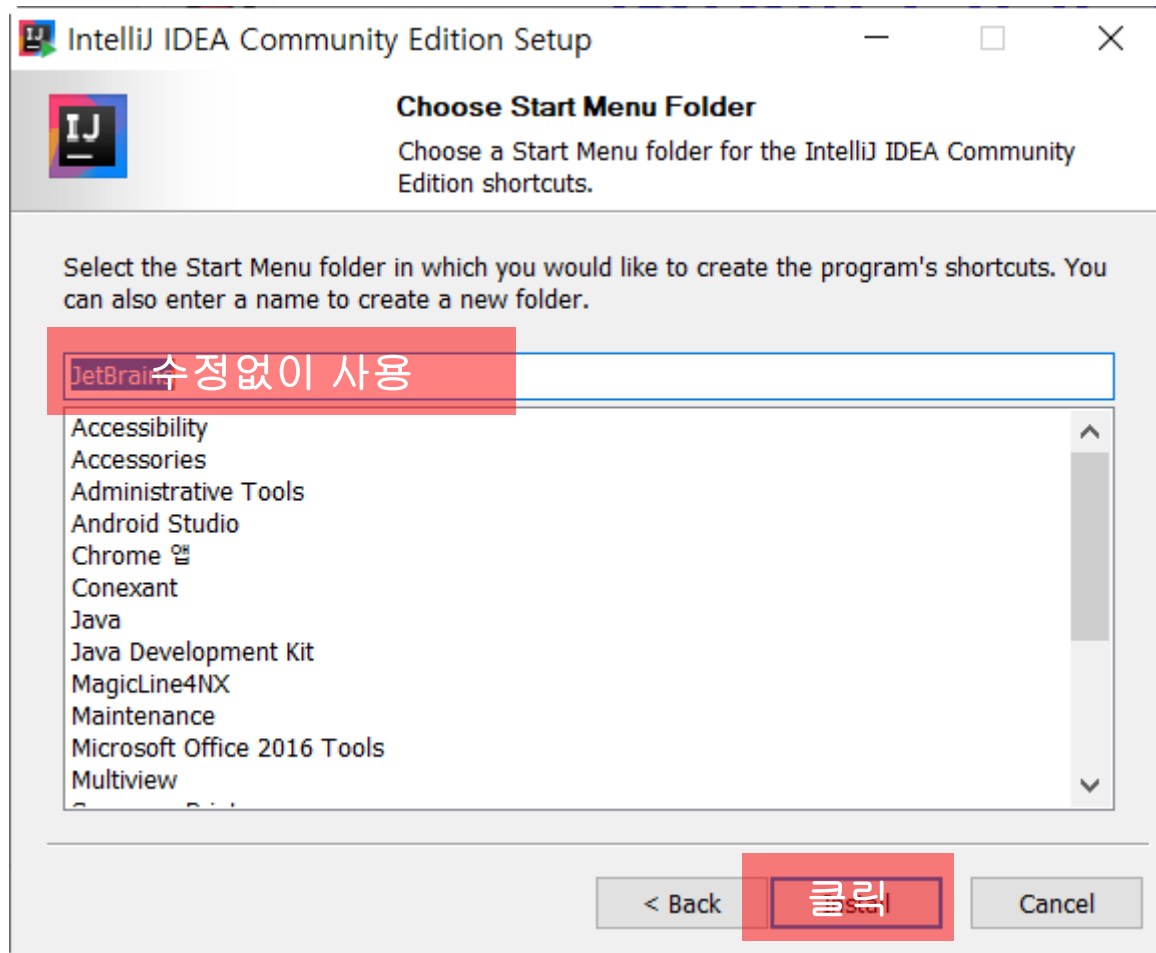 IntelliJ IDEA Community Edition Setup
IJ
Choose Start Menu Folder
Choose a Start Menu folder for the IntelliJ IDEA Community
Edition shortcuts.
Select the Start Menu folder in which you would like to create the program's shortcuts. You
can also enter a name to create a new folder.
JetBrains
수정없이 사용
Accessibility
Accessories
Administrative Tools
Android Studio
Chrome 앱
Conexant
Java
Java Development Kit
MagicLine4NX
Maintenance
Microsoft Office 2016 Tools
Multiview
< Back
Install
클릭
Cancel